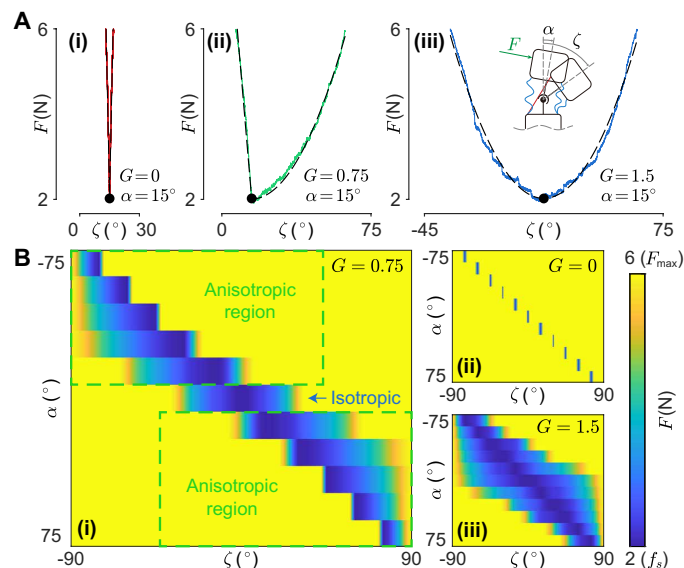 A
(i)
6
F(N)
2
G=0
α=15°
0
ζ(°)
30
(ii)
6
F(N)
2
G=0.75
α=15°
0
ζ(°)
75
(iii)
6
F(N)
2
F
α
ζ
G=1.5
α=15°
-45
ζ(°)
75
B
-75
G=0.75
Anisotropic
region
α(°)
Isotropic
Anisotropic
region
(i)
75
-90
ζ(°)
90
-75
G=0
α(°)
(ii)
75
-90
ζ(°)
90
-75
G=1.5
α(°)
(iii)
75
-90
ζ(°)
90
6 (Fmax)
F(N)
2 (fs)